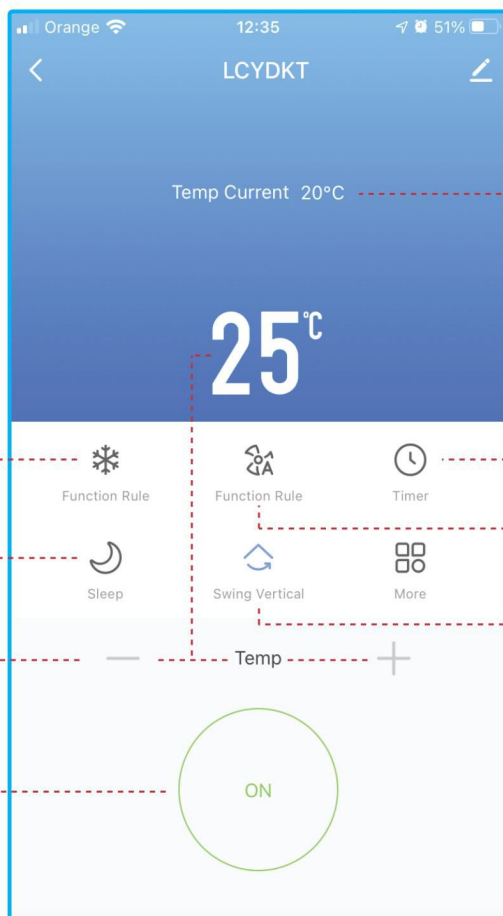 Orange 12:35 51%
LCYDKT
Temp Current 20°C
25°C
A
Function Rule Function Rule Timer
Sleep Swing Vertical More
Temp
ON